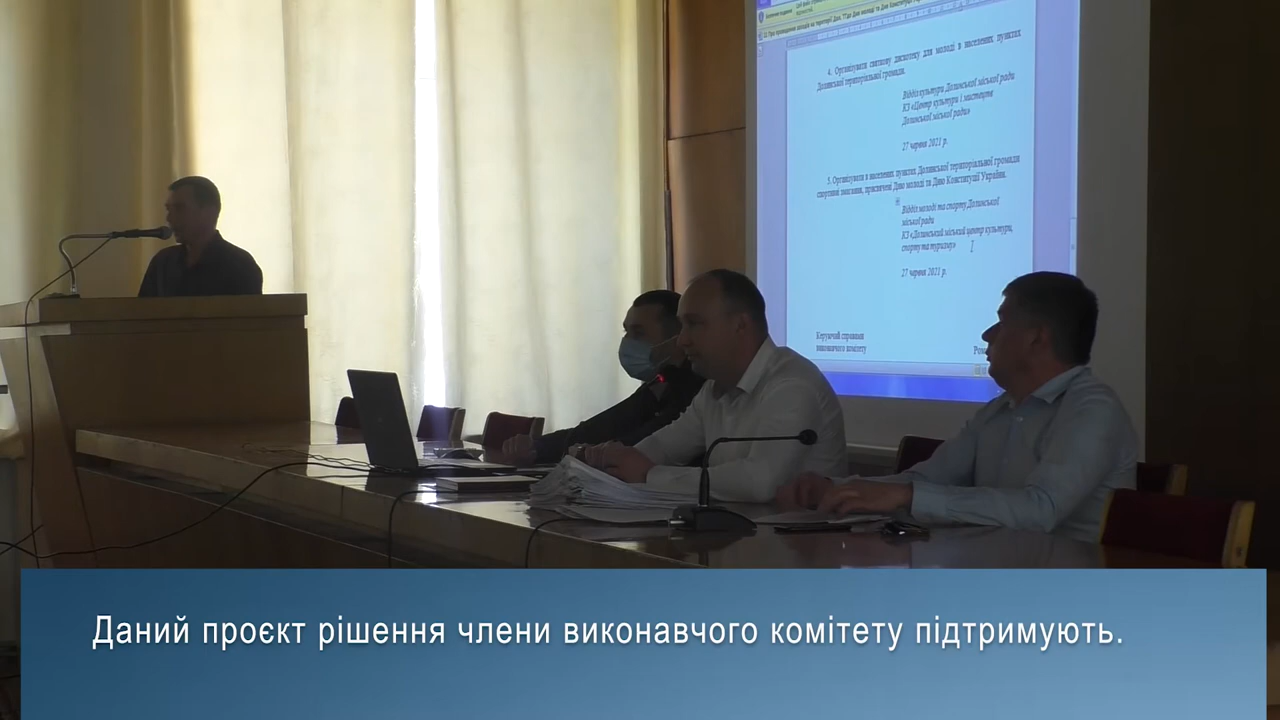 4. Організувати святкову дискотеку для молоді в населених пунктах
Долинської територіальної громади.
Відділ культури Долинської міської ради
КЗ «Центр культури і мистецтв
Долинської міської ради»
27 червня 2021 р.
5. Організувати в населених пунктах Долинської територіальної громади
спортивні змагання, присвячені Дню молоді та Дню Конституції України.
Відділ молоді та спорту Долинської
міської ради
КЗ «Долинський міський центр культури,
спорту та туризму»
27 червня 2021 р.
Керуючий справами
виконавчого комітету
Даний проєкт рішення члени виконавчого комітету підтримують.